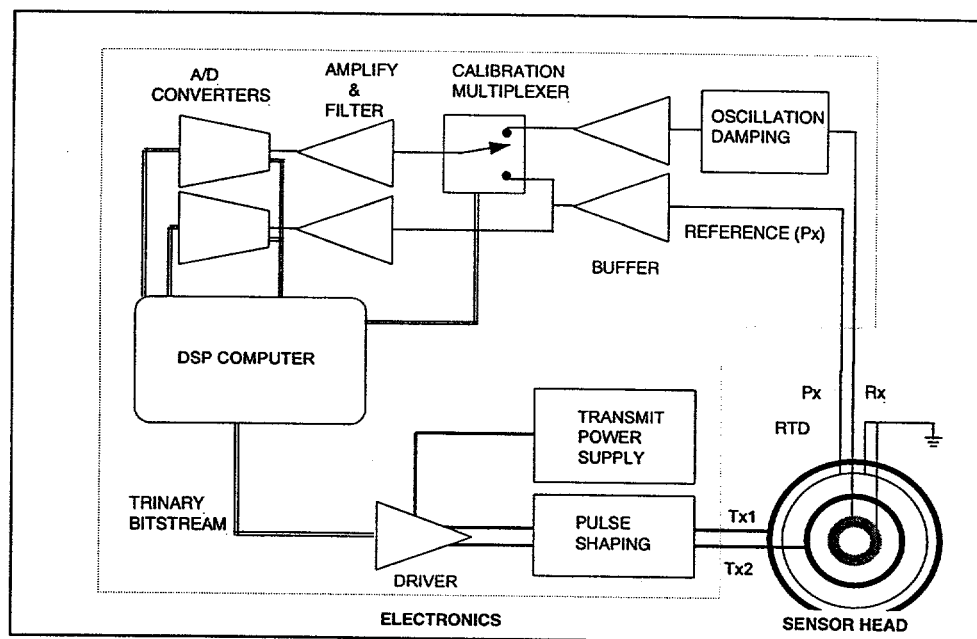 A/D
CONVERTERS
AMPLIFY
&
FILTER
CALIBRATION
MULTIPLEXER
OSCILLATION
DAMPING
REFERENCE (Px)
BUFFER
DSP COMPUTER
Px
Rx
RTD
TRANSMIT
POWER
SUPPLY
TRINARY
BITSTREAM
PULSE
SHAPING
Tx1
Tx2
DRIVER
ELECTRONICS
SENSOR HEAD